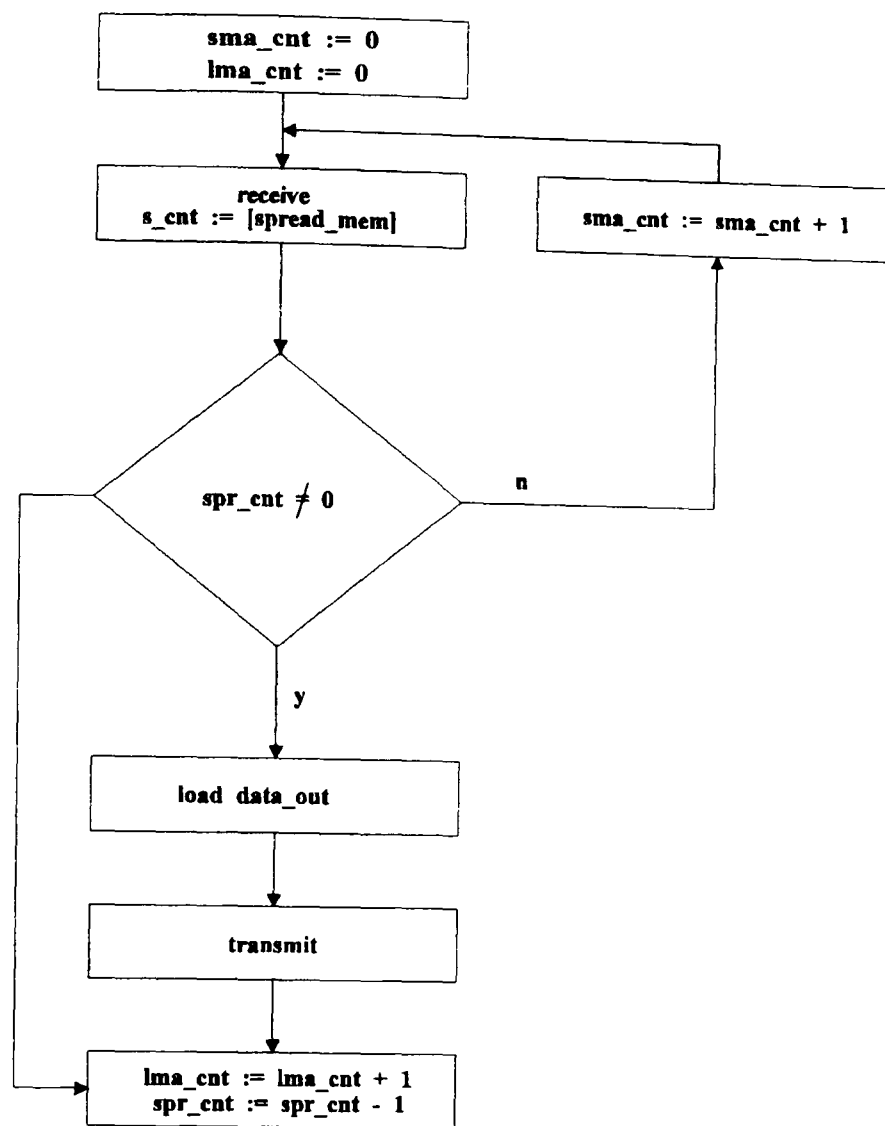 sma_cnt := 0
lma_cnt := 0
receive
s_cnt := [spread_mem]
sma_cnt := sma_cnt + 1
spr_cnt ≠ 0
n
y
load data_out
transmit
lma_cnt := lma_cnt + 1
spr_cnt := spr_cnt - 1